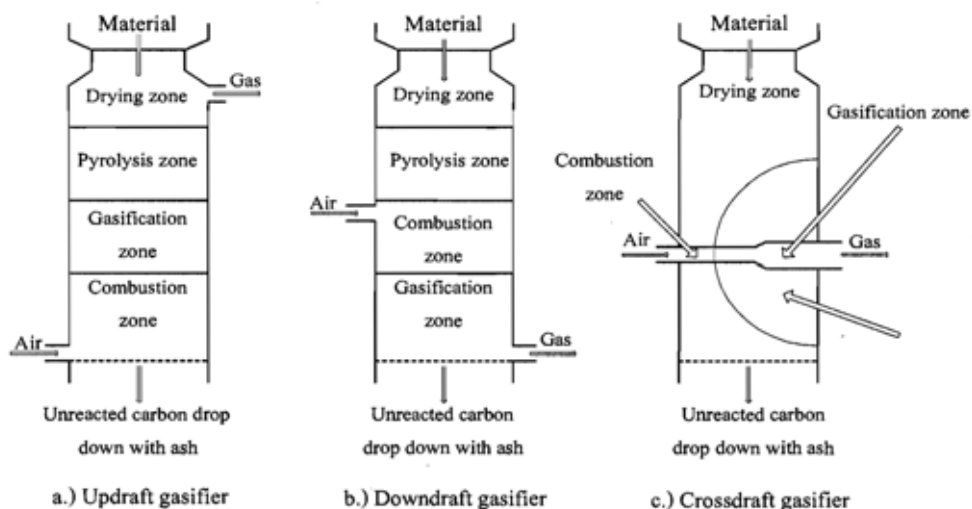 Material
Gas
Drying zone
Pyrolysis zone
Gasification
zone
Combustion
zone
Air
Unreacted carbon drop
down with ash
a.) Updraft gasifier
Material
Drying zone
Pyrolysis zone
Air
Combustion
zone
Gasification
zone
Gas
Unreacted carbon
drop down with ash
b.) Downdraft gasifier
Material
Drying zone
Gasification zone
Combustion
zone
Air
Gas
Unreacted carbon
drop down with ash
c.) Crossdraft gasifier